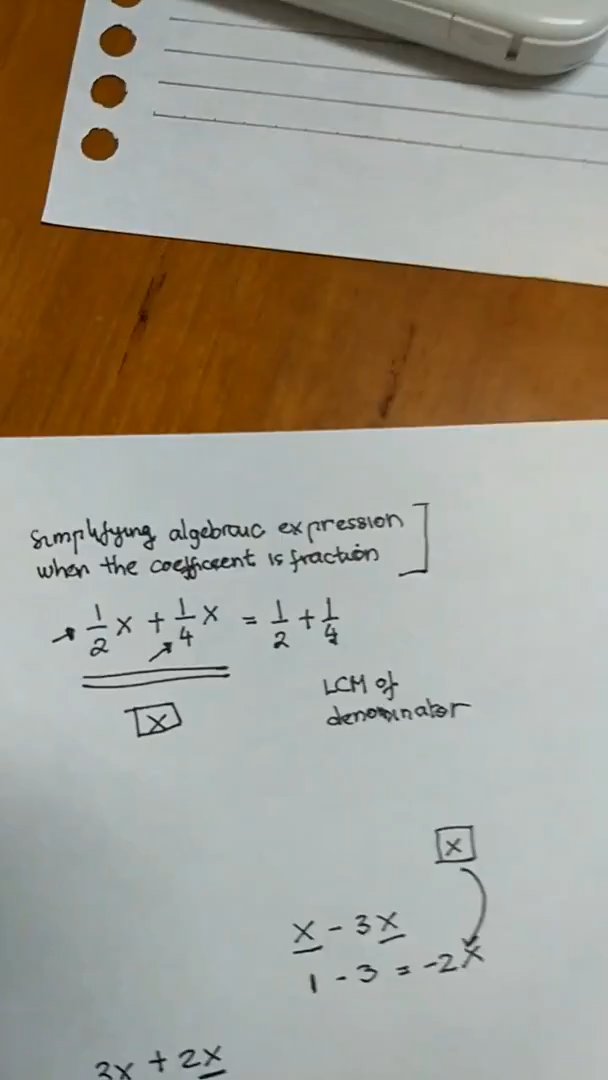 Simplifying algebraic expression
when the coefficient is fraction
1/2 x + 1/4 x = 1/2 + 1/4
x
LCM of
denominator
x
x - 3x
1 - 3 = -2x
3x + 2x